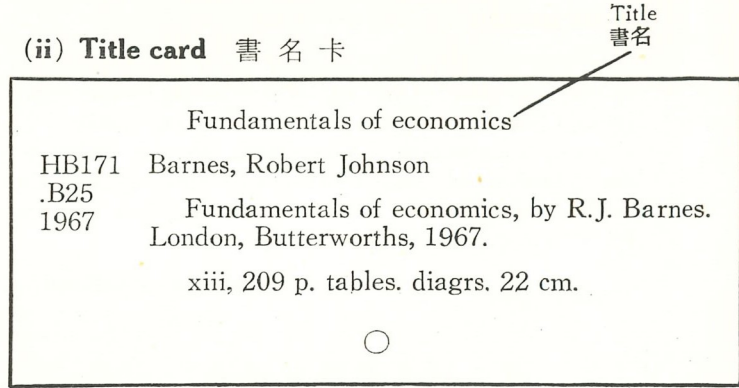 Title
書名
(ii) Title card 書名卡
Fundamentals of economics
HB171 Barnes, Robert Johnson
.B25
1967
Fundamentals of economics, by R.J. Barnes.
London, Butterworths, 1967.
xiii, 209 p. tables. diagrs. 22 cm.